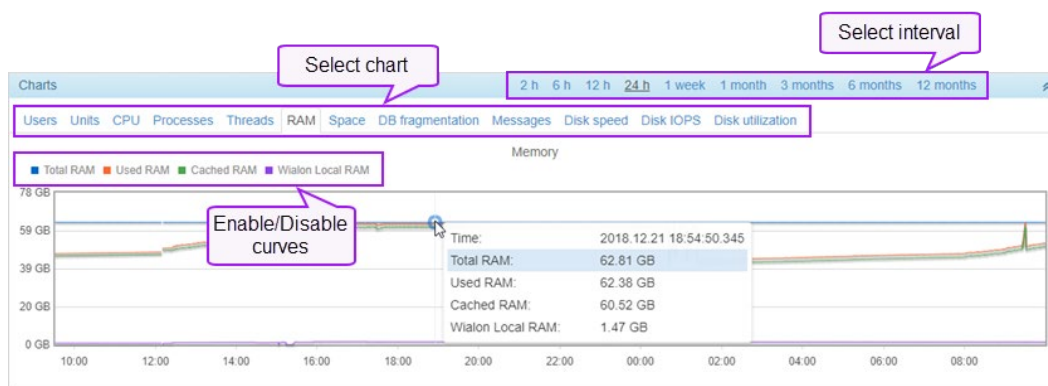 Select interval
Select chart
Charts
2 h 6 h 12 h 24 h 1 week 1 month 3 months 6 months 12 months
Users Units CPU Processes Threads RAM Space DB fragmentation Messages Disk speed Disk IOPS Disk utilization
Memory
Total RAM Used RAM Cached RAM Wialon Local RAM
78 GB
59 GB
39 GB
20 GB
0 GB
Enable/Disable
curves
Time: 2018.12.21 18:54:50.345
Total RAM: 62.81 GB
Used RAM: 62.38 GB
Cached RAM: 60.52 GB
Wialon Local RAM: 1.47 GB
10:00 12:00 14:00 16:00 18:00 20:00 22:00 00:00 02:00 04:00 06:00 08:00